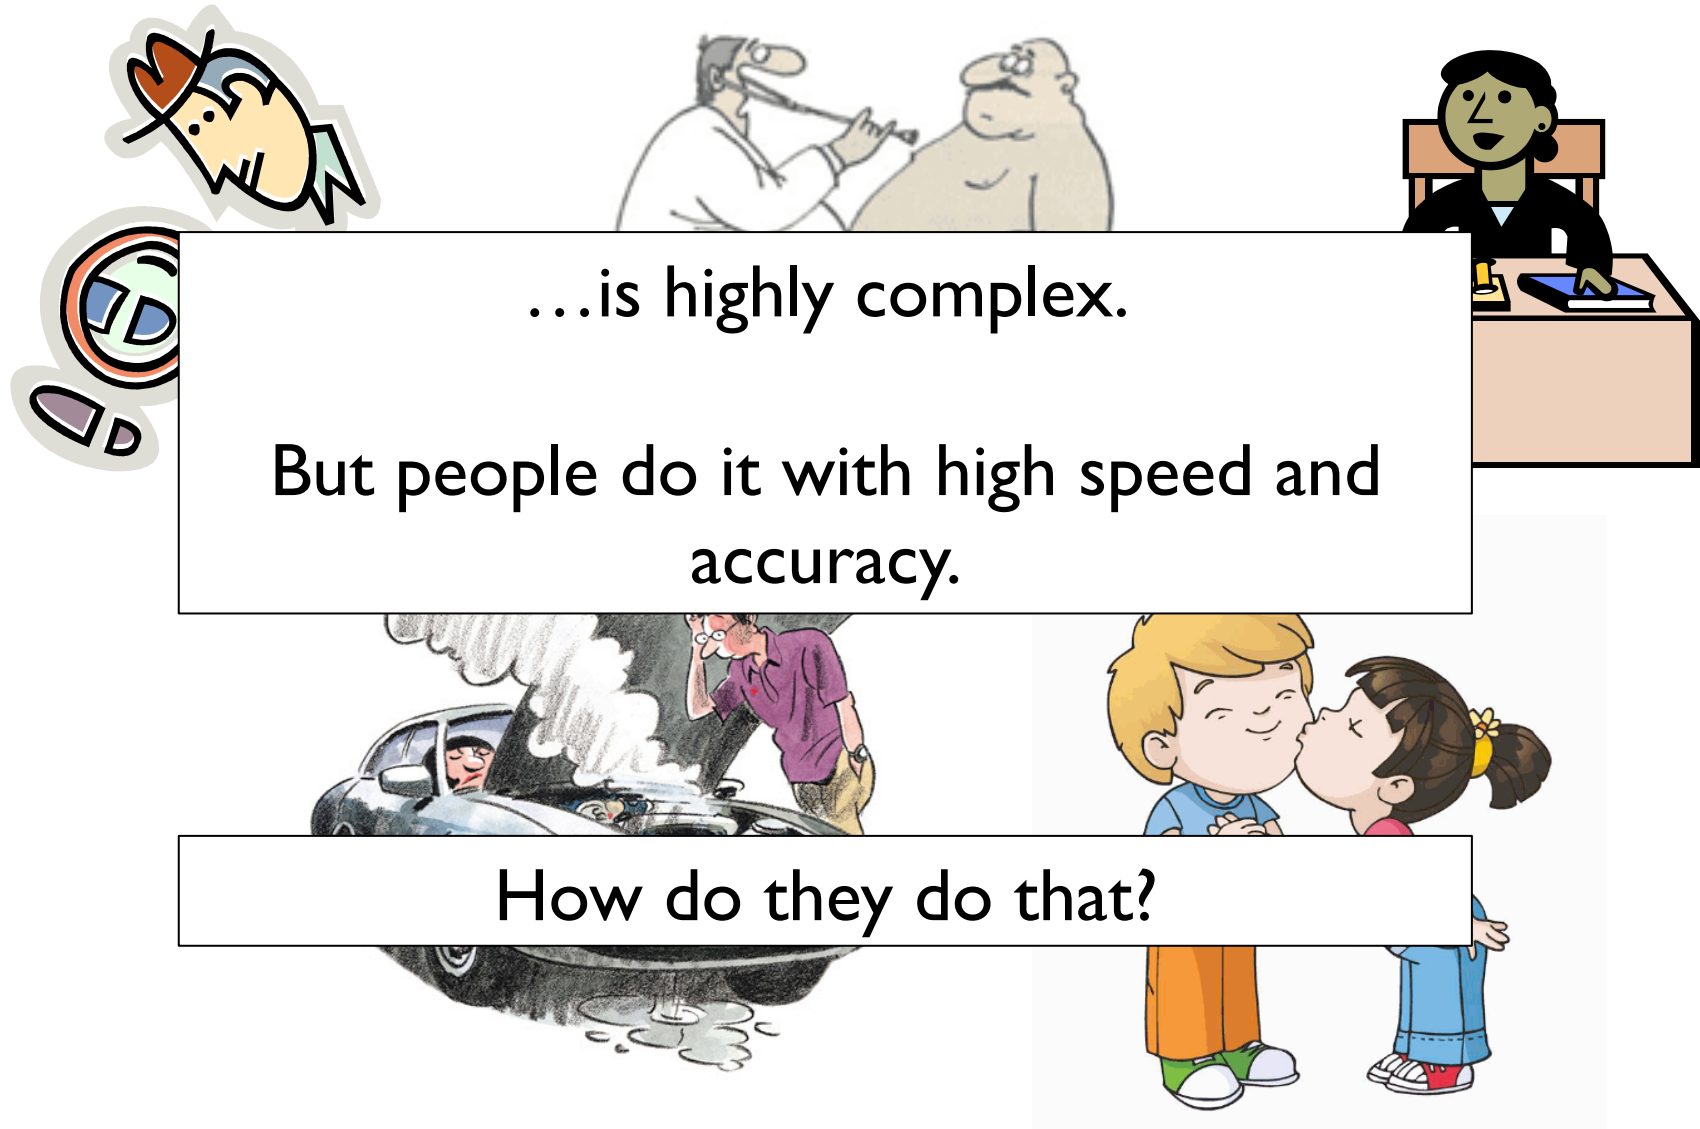 …is highly complex.
But people do it with high speed and
accuracy.
How do they do that?